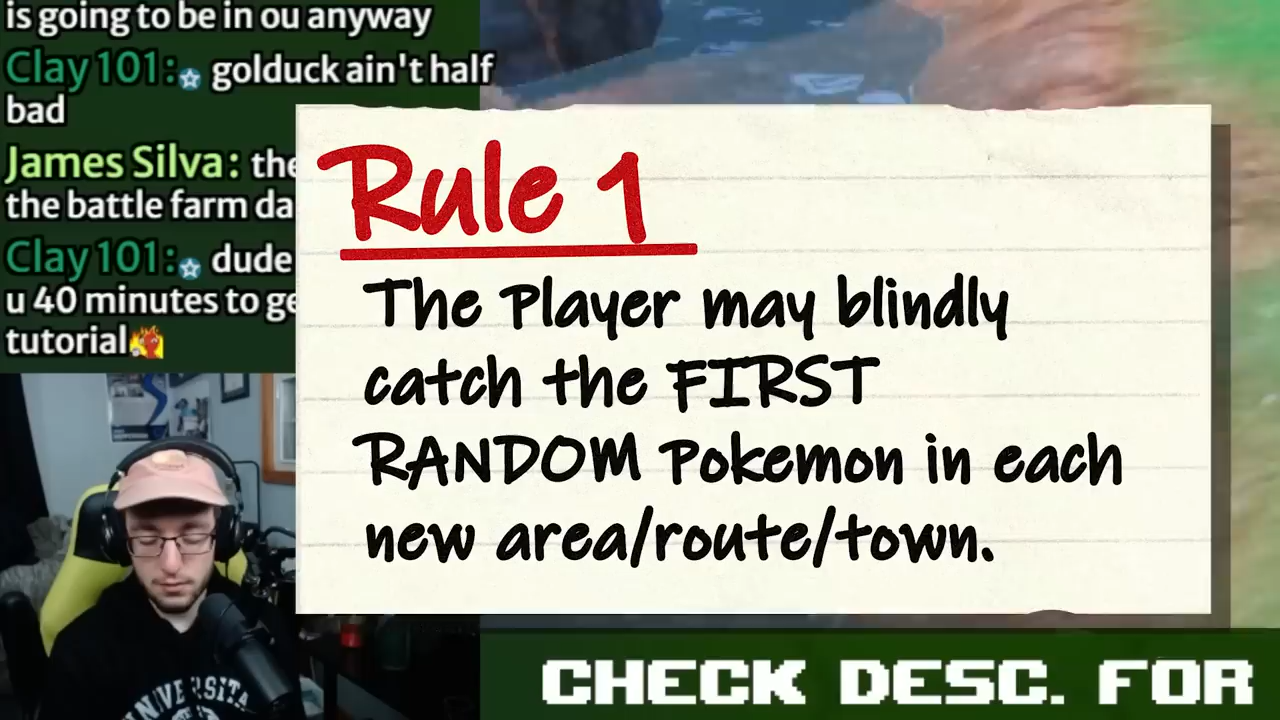 is going to be in ou anyway
Clay 101: golduck ain't half
bad
James Silva: the
the battle farm da
Clay 101: dude
u 40 minutes to ge
tutorial
Rule 1
The Player may blindly
catch the FIRST
RANDOM Pokemon in each
new area/route/town.
CHECK DESC. FOR